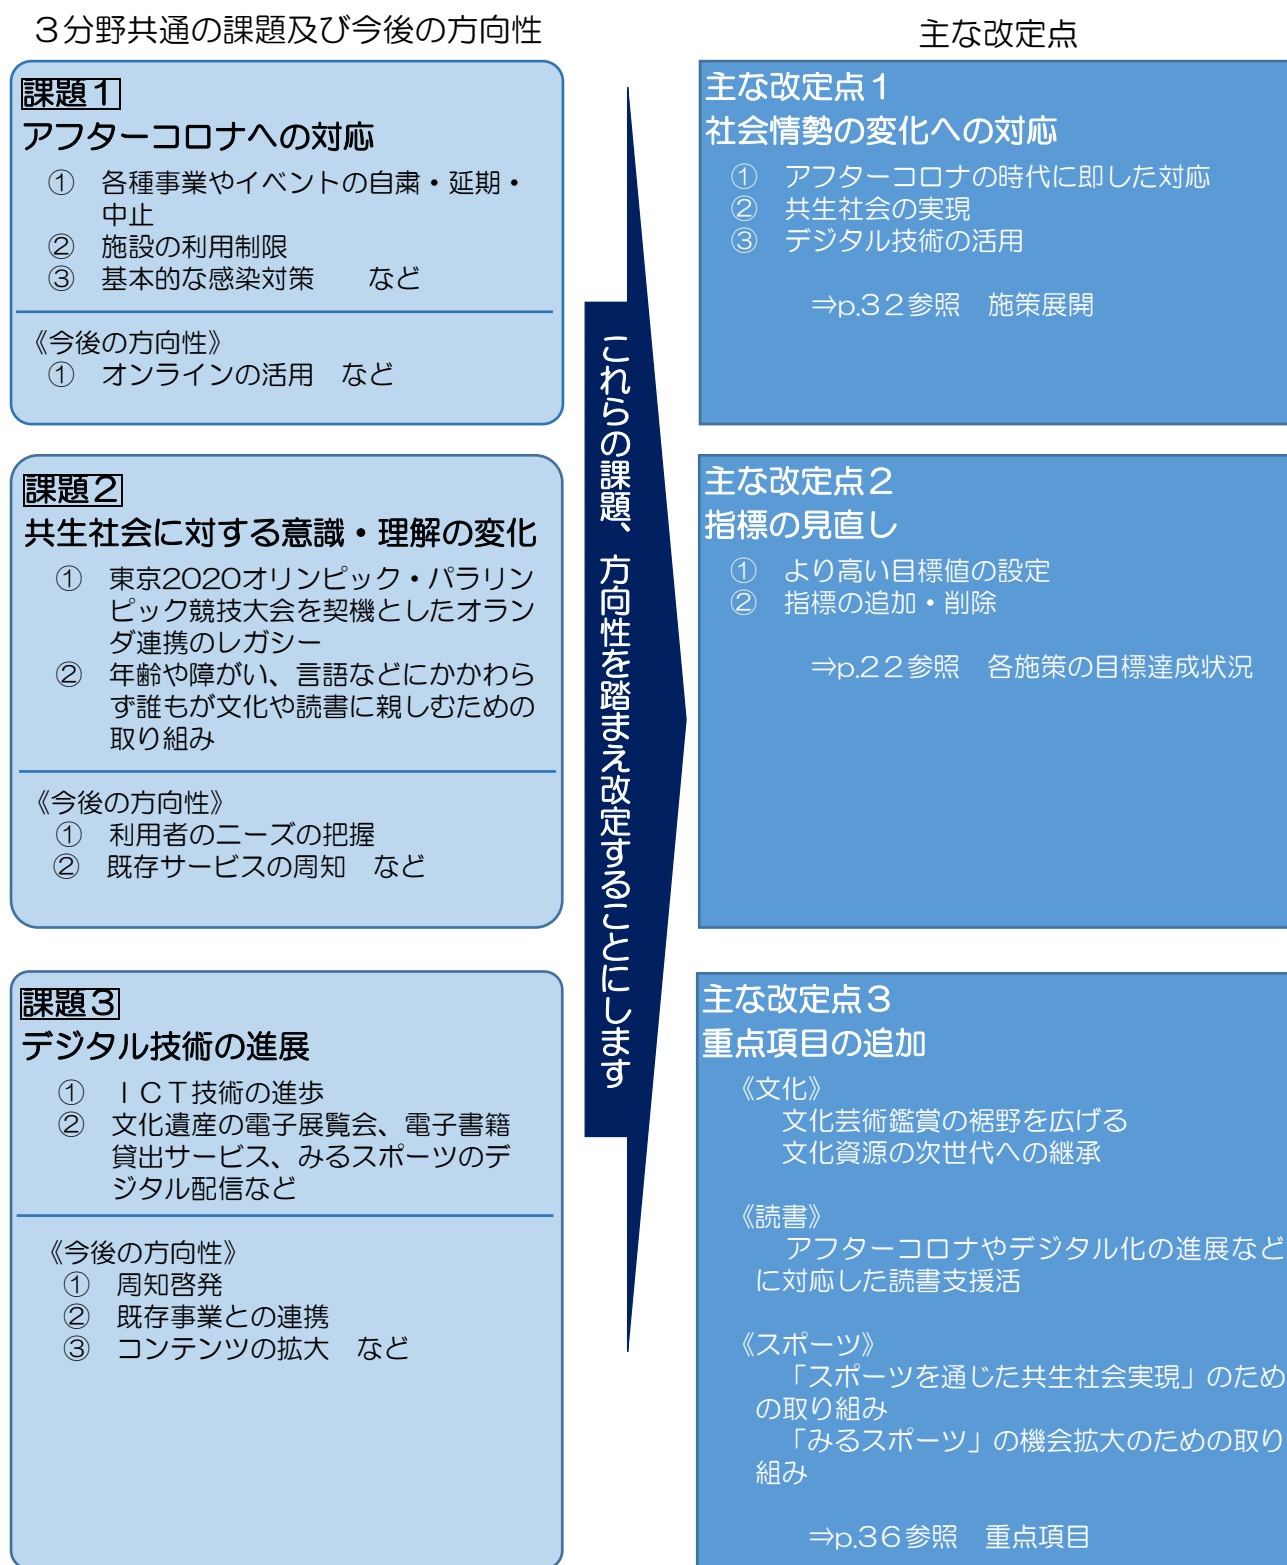 ３分野共通の課題及び今後の方向性
課題１
アフターコロナへの対応
① 各種事業やイベントの自粛・延期・
中止
② 施設の利用制限
③ 基本的な感染対策　　など
《今後の方向性》
① オンラインの活用　など
課題２
共生社会に対する意識・理解の変化
① 東京2020オリンピック・パラリン
ピック競技大会を契機としたオラン
ダ連携のレガシー
② 年齢や障がい、言語などにかかわら
ず誰もが文化や読書に親しむための
取り組み
《今後の方向性》
① 利用者のニーズの把握
② 既存サービスの周知　など
課題３
デジタル技術の進展
① ＩＣＴ技術の進歩
② 文化遺産の電子展覧会、電子書籍
貸出サービス、みるスポーツのデ
ジタル配信など
《今後の方向性》
① 周知啓発
② 既存事業との連携
③ コンテンツの拡大　など
これらの課題、方向性を踏まえ改定することにします
主な改定点
主な改定点１
社会情勢の変化への対応
① アフターコロナの時代に即した対応
② 共生社会の実現
③ デジタル技術の活用
⇒p.３２参照　施策展開
主な改定点２
指標の見直し
① より高い目標値の設定
② 指標の追加・削除
⇒p.２２参照　各施策の目標達成状況
主な改定点３
重点項目の追加
《文化》
文化芸術鑑賞の裾野を広げる
文化資源の次世代への継承
《読書》
アフターコロナやデジタル化の進展など
に対応した読書支援活
《スポーツ》
「スポーツを通じた共生社会実現」のため
の取り組み
「みるスポーツ」の機会拡大のための取り
組み
⇒p.３６参照　重点項目